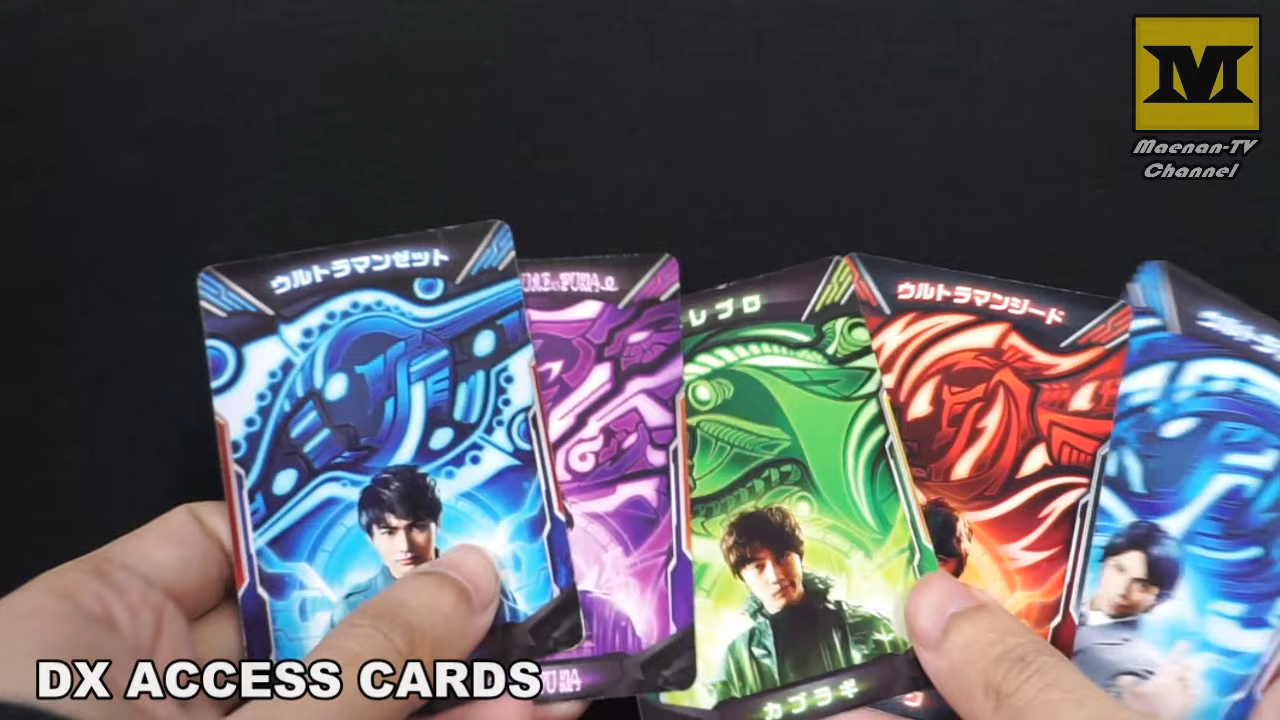 M
Maenan-TV
Channel
ウルトラマンゼット
レブロ
ウルトラマンジード
カブラギ
DX ACCESS CARDS